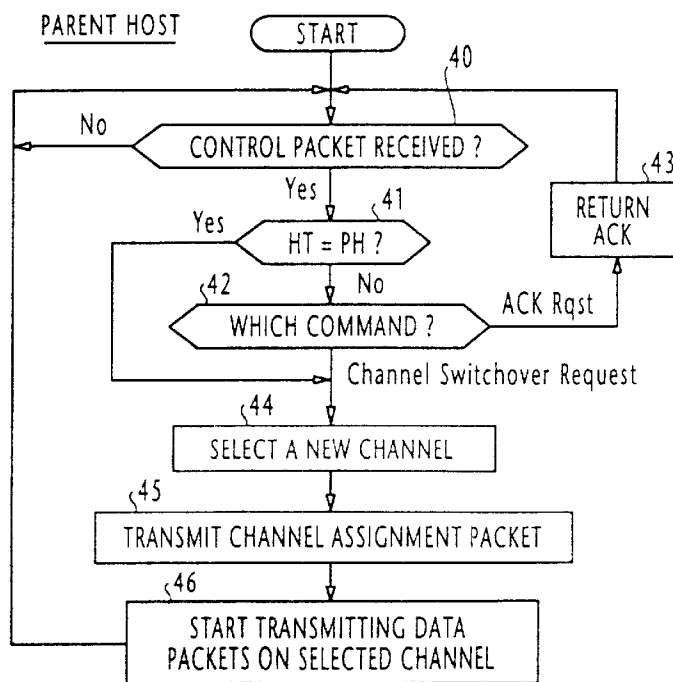 PARENT HOST
START
40
No
CONTROL PACKET RECEIVED ?
43
Yes
41
RETURN
ACK
Yes
HT = PH ?
No
42
ACK Rqst
WHICH COMMAND ?
Channel Switchover Request
44
SELECT A NEW CHANNEL
45
TRANSMIT CHANNEL ASSIGNMENT PACKET
46
START TRANSMITTING DATA
PACKETS ON SELECTED CHANNEL